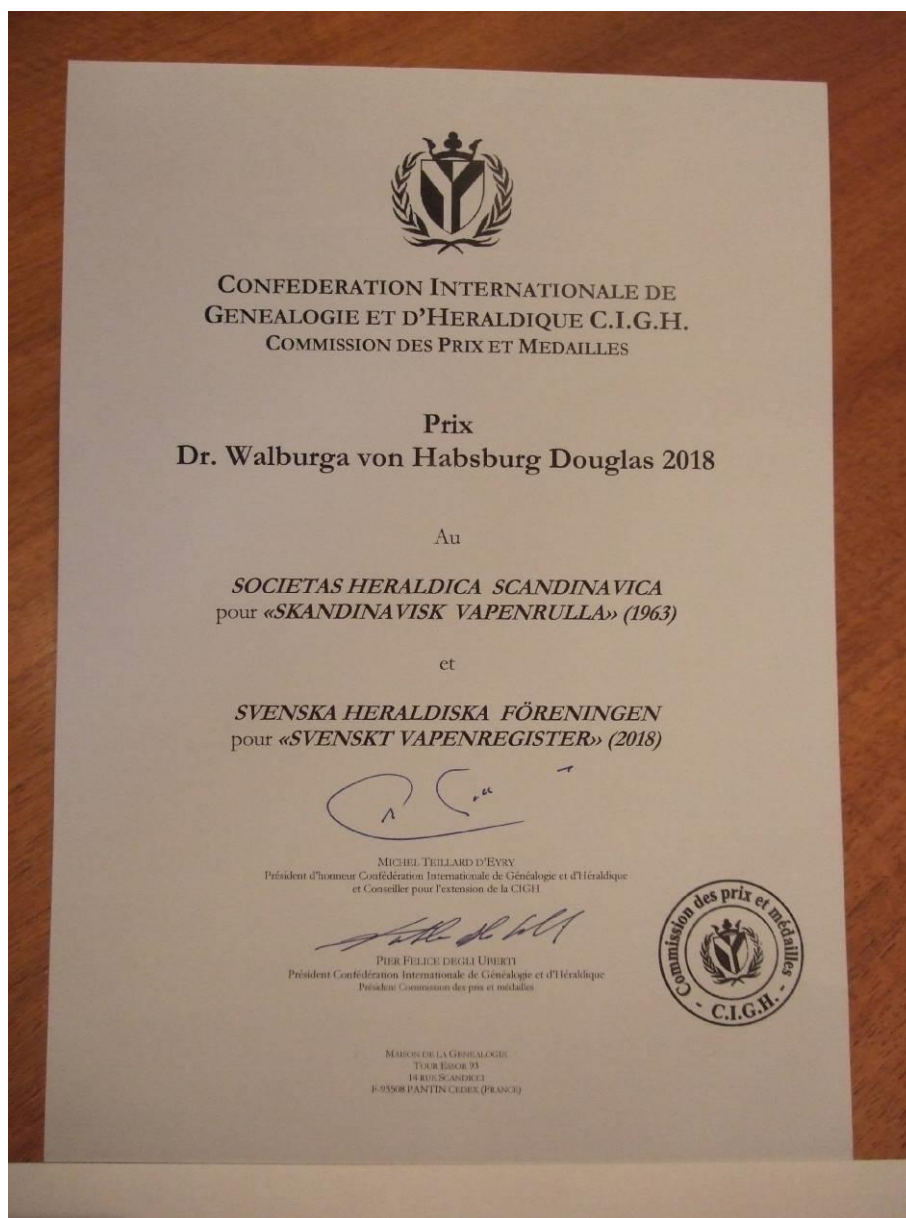 CONFEDERATION INTERNATIONALE DE
GENEALOGIE ET D'HERALDIQUE C.I.G.H.
COMMISSION DES PRIX ET MEDAILLES
Prix
Dr. Walburga von Habsburg Douglas 2018
Au
SOCIETAS HERALDICA SCANDINAVICA
pour «SKANDINAVISK VAPENRULLA» (1963)
et
SVENSKA HERALDISKA FÖRENINGEN
pour «SVENSKT VAPENREGISTER» (2018)
MICHEL TEILLARD D'EYRY
Président d'honneur Confédération Internationale de Généalogie et d'Héraldique
et Conseiller pour l'extension de la CIGH
PIER FELICE DEGLI UBERTI
Président Confédération Internationale de Généalogie et d'Héraldique
Président Commission des prix et médailles
Commission des prix et médailles
- C.I.G.H. -
MAISON DE LA GENEALOGIE
TOUR ESSOR 93
14 RUE SCANDICCI
F-93508 PANTIN CEDEX (FRANCE)